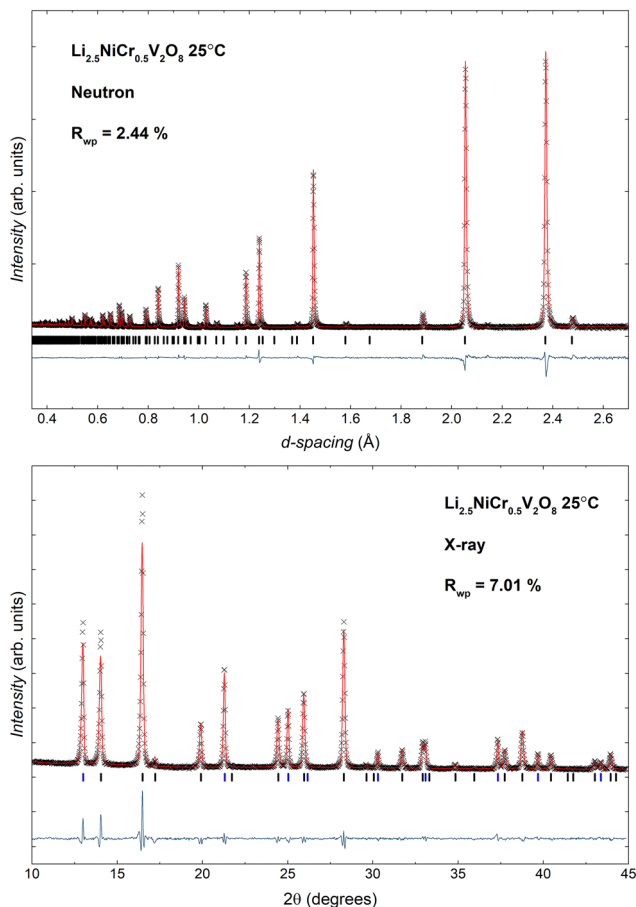 Li₂.₅NiCr₀.₅V₂O₈ 25°C
Neutron
R_wp = 2.44 %
Intensity (arb. units)
0.4 0.6 0.8 1.0 1.2 1.4 1.6 1.8 2.0 2.2 2.4 2.6
d-spacing (Å)
Li₂.₅NiCr₀.₅V₂O₈ 25°C
X-ray
R_wp = 7.01 %
Intensity (arb. units)
10 15 20 25 30 35 40 45
2θ (degrees)